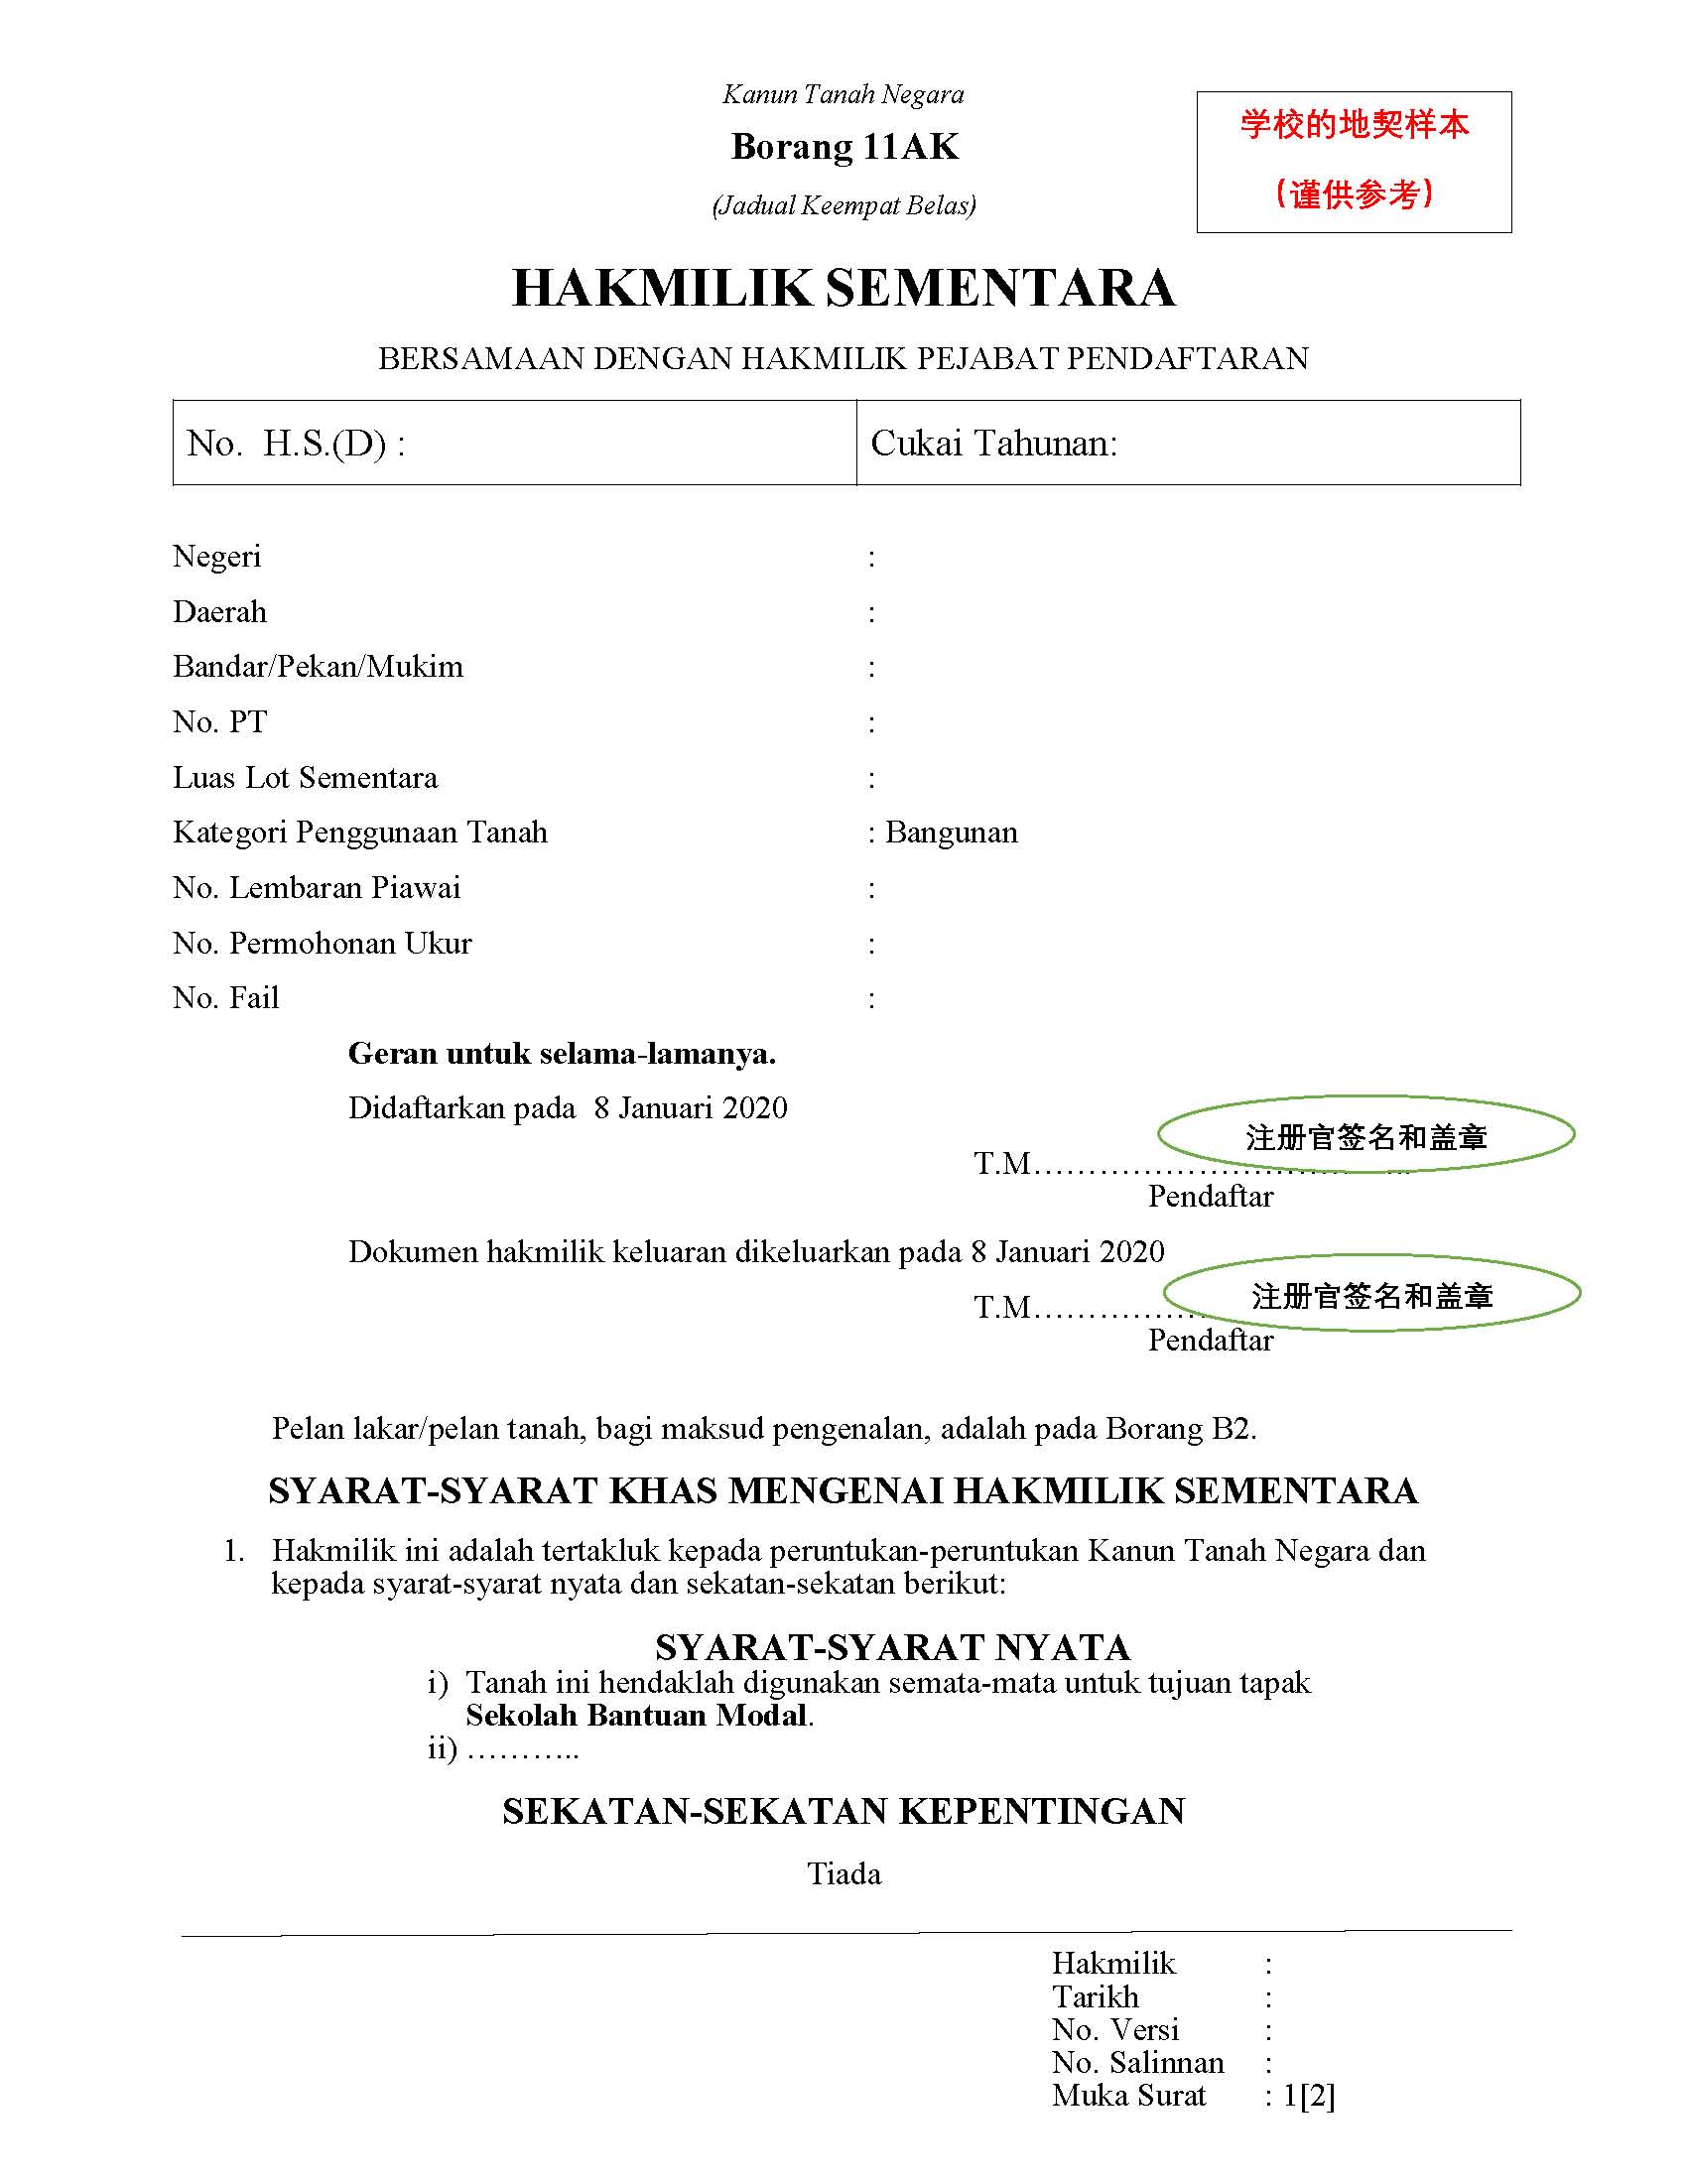 Kanun Tanah Negara
Borang 11AK
(Jadual Keempat Belas)
学校的地契样本
（谨供参考）
HAKMILIK SEMENTARA
BERSAMAAN DENGAN HAKMILIK PEJABAT PENDAFTARAN
No. H.S.(D) : Cukai Tahunan:
Negeri :
Daerah :
Bandar/Pekan/Mukim :
No. PT :
Luas Lot Sementara :
Kategori Penggunaan Tanah : Bangunan
No. Lembaran Piawai :
No. Permohonan Ukur :
No. Fail :
Geran untuk selama-lamanya.
Didaftarkan pada 8 Januari 2020
注册官签名和盖章
T.M…………………………………..
Pendaftar
Dokumen hakmilik keluaran dikeluarkan pada 8 Januari 2020
注册官签名和盖章
T.M………………
Pendaftar
Pelan lakar/pelan tanah, bagi maksud pengenalan, adalah pada Borang B2.
SYARAT-SYARAT KHAS MENGENAI HAKMILIK SEMENTARA
1. Hakmilik ini adalah tertakluk kepada peruntukan-peruntukan Kanun Tanah Negara dan
kepada syarat-syarat nyata dan sekatan-sekatan berikut:
SYARAT-SYARAT NYATA
i) Tanah ini hendaklah digunakan semata-mata untuk tujuan tapak
Sekolah Bantuan Modal.
ii) ………..
SEKATAN-SEKATAN KEPENTINGAN
Tiada
Hakmilik :
Tarikh :
No. Versi :
No. Salinnan :
Muka Surat : 1[2]